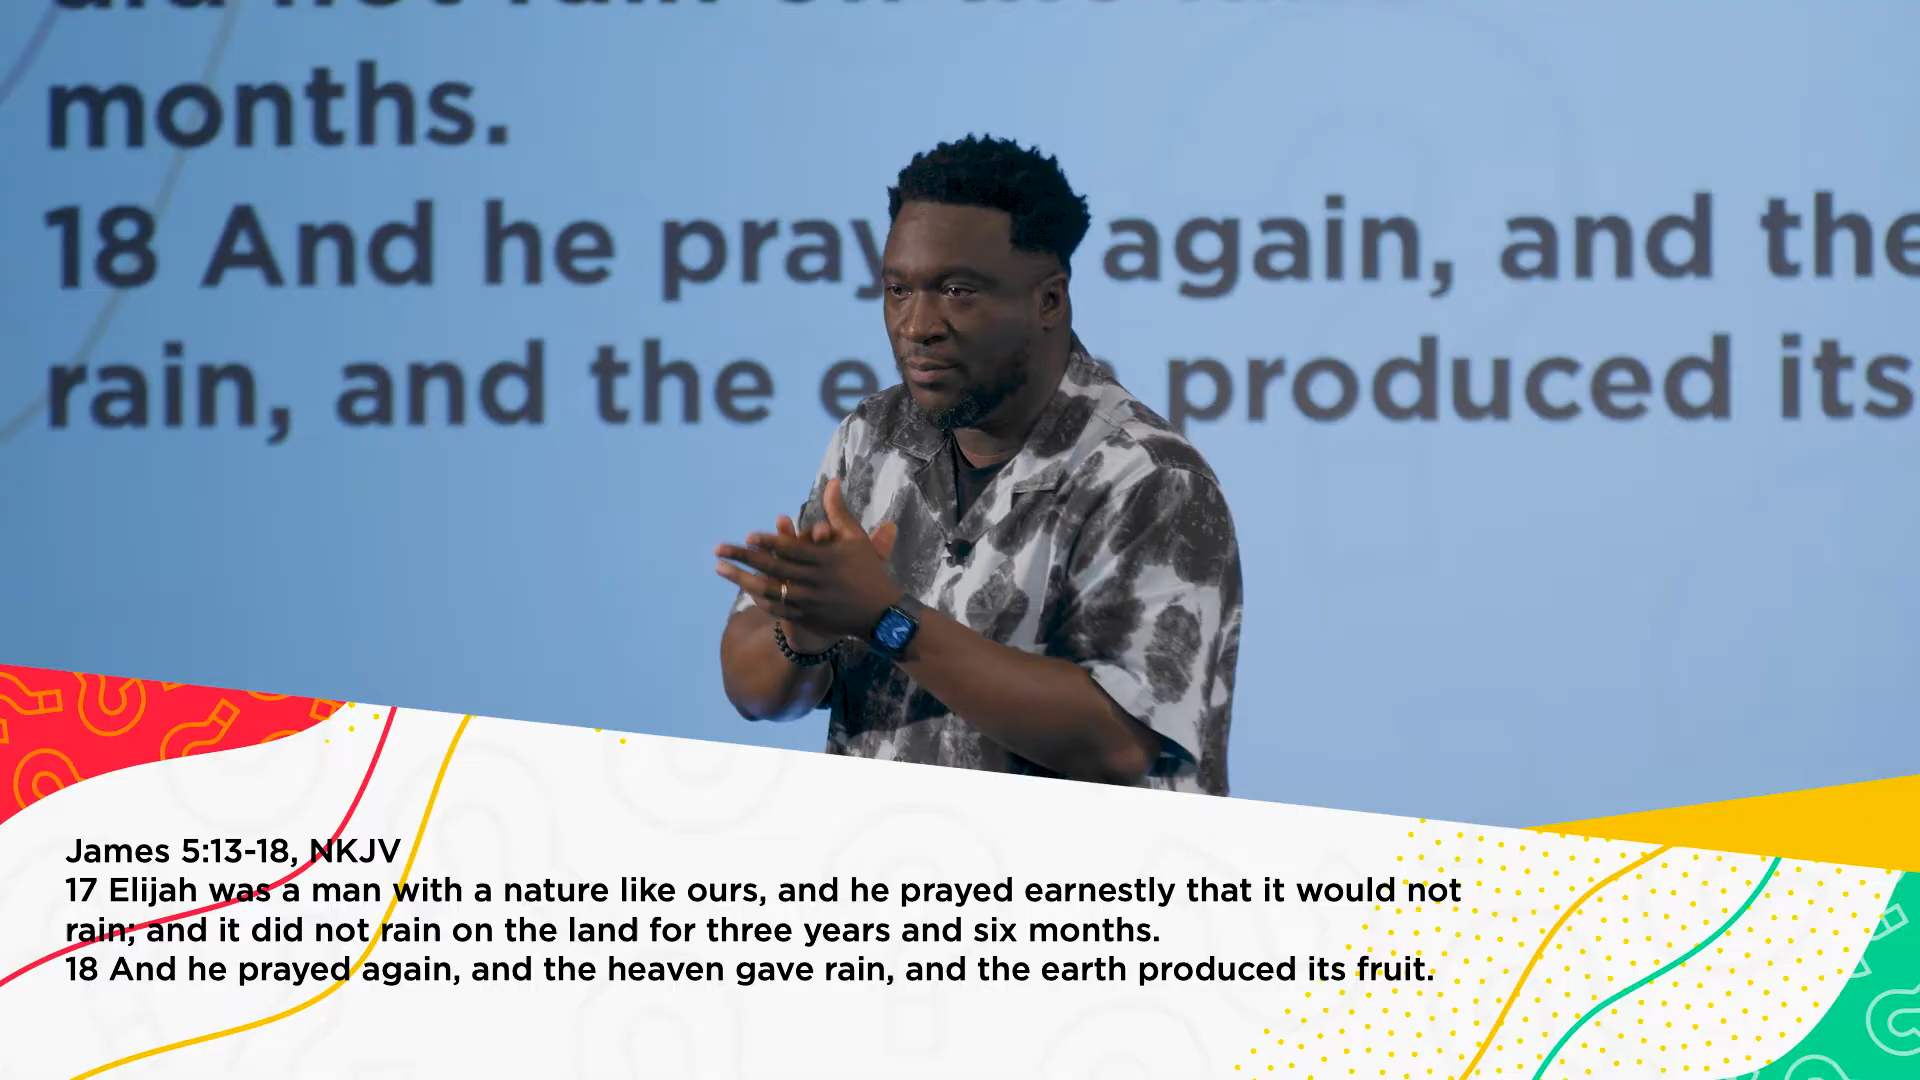 months.
18 And he pray again, and the
rain, and the e produced its
James 5:13-18, NKJV
17 Elijah was a man with a nature like ours, and he prayed earnestly that it would not
rain; and it did not rain on the land for three years and six months.
18 And he prayed again, and the heaven gave rain, and the earth produced its fruit.